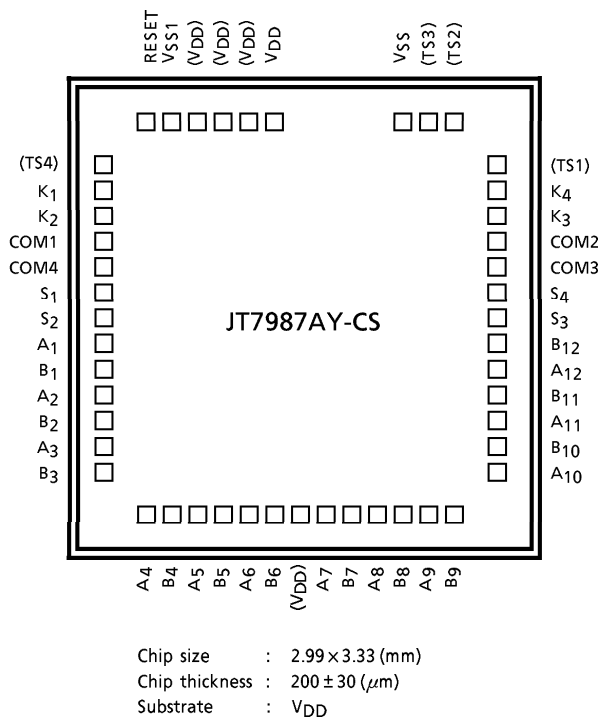 RESET
VSS1
(VDD)
(VDD)
(VDD)
VDD
VSS
(TS3)
(TS2)
(TS4)
K1
K2
COM1
COM4
S1
S2
A1
B1
A2
B2
A3
B3
JT7987AY-CS
(TS1)
K4
K3
COM2
COM3
S4
S3
B12
A12
B11
A11
B10
A10
A4
B4
A5
B5
A6
B6
(VDD)
A7
B7
A8
B8
A9
B9
Chip size : 2.99×3.33 (mm)
Chip thickness : 200±30 (μm)
Substrate : VDD